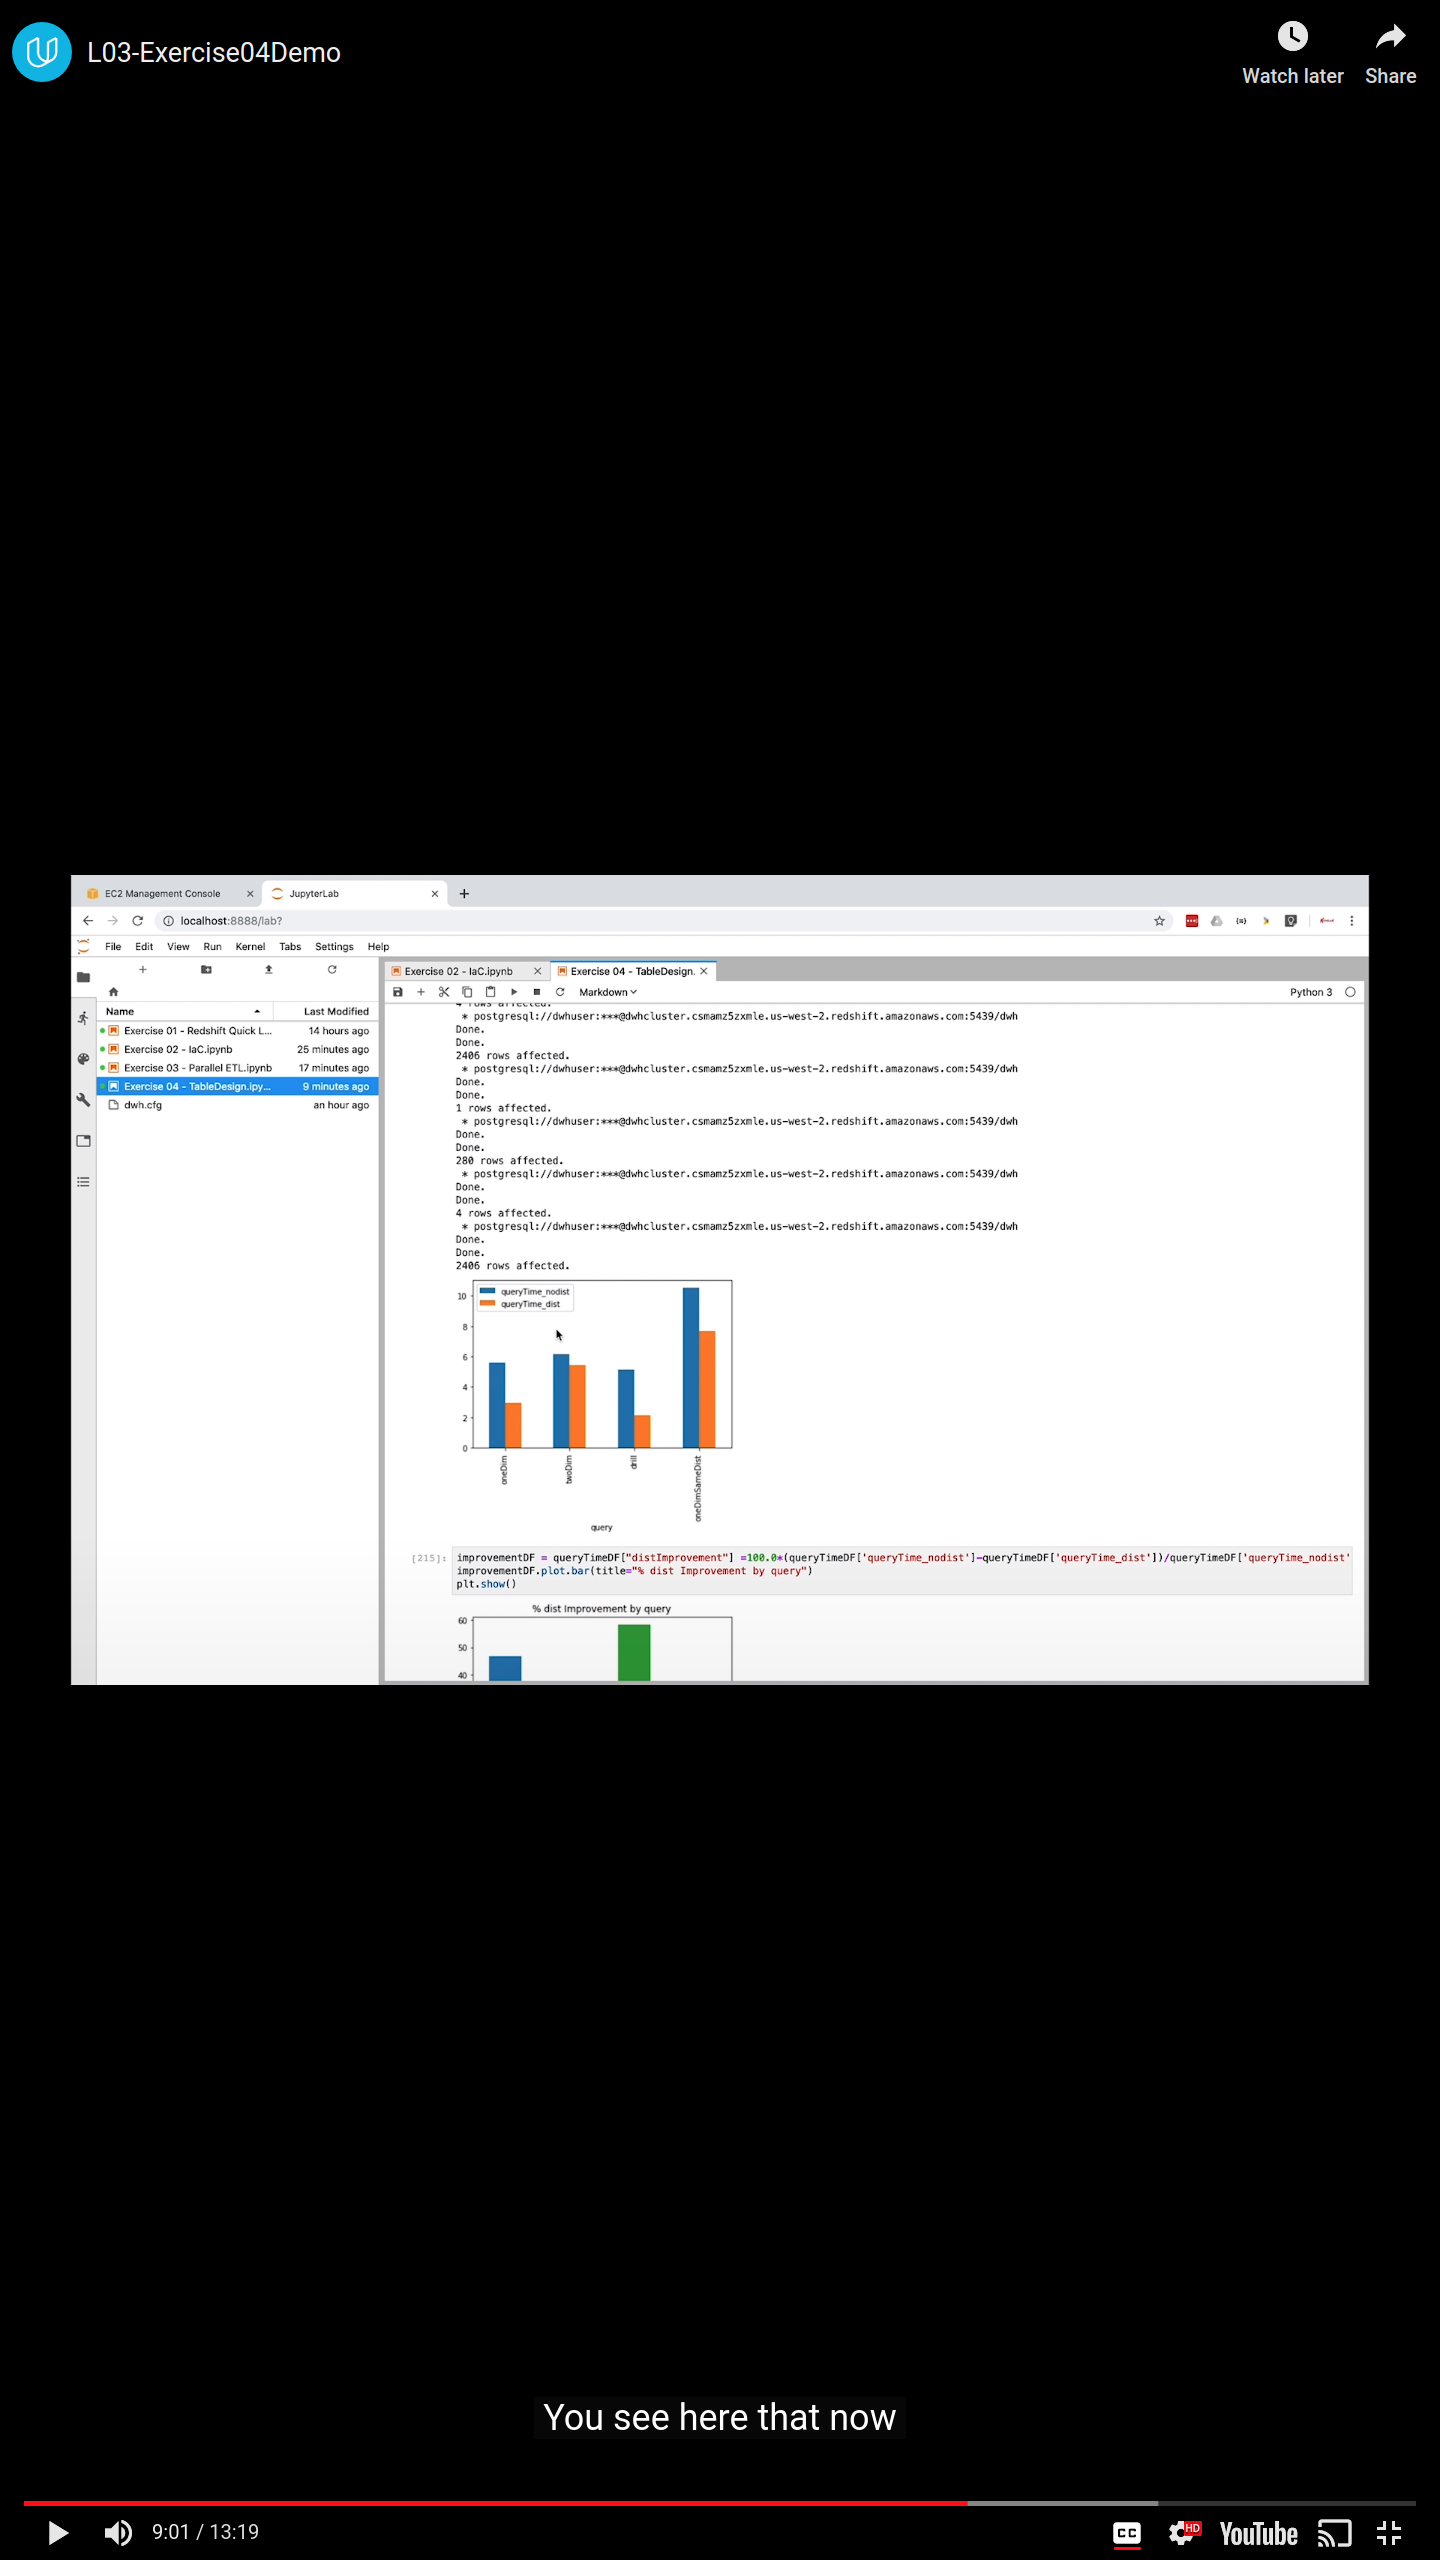 L03-Exercise04Demo
Watch later
Share
EC2 Management Console
JupyterLab
localhost:8888/lab?
File Edit View Run Kernel Tabs Settings Help
Exercise 02 - IaC.ipynb
Exercise 04 - TableDesign.
Markdown
Python 3
Name Last Modified
Exercise 01 - Redshift Quick L... 14 hours ago
Exercise 02 - IaC.ipynb 25 minutes ago
Exercise 03 - Parallel ETL.ipynb 17 minutes ago
Exercise 04 - TableDesign.ipy... 9 minutes ago
dwh.cfg an hour ago
4 rows affected.
* postgresql://dwhuser:***@dwhcluster.csmamz5zxmle.us-west-2.redshift.amazonaws.com:5439/dwh
Done.
Done.
2406 rows affected.
* postgresql://dwhuser:***@dwhcluster.csmamz5zxmle.us-west-2.redshift.amazonaws.com:5439/dwh
Done.
Done.
1 rows affected.
* postgresql://dwhuser:***@dwhcluster.csmamz5zxmle.us-west-2.redshift.amazonaws.com:5439/dwh
Done.
Done.
280 rows affected.
* postgresql://dwhuser:***@dwhcluster.csmamz5zxmle.us-west-2.redshift.amazonaws.com:5439/dwh
Done.
Done.
4 rows affected.
* postgresql://dwhuser:***@dwhcluster.csmamz5zxmle.us-west-2.redshift.amazonaws.com:5439/dwh
Done.
Done.
2406 rows affected.
queryTime_nodist
queryTime_dist
10
8
6
4
2
0
oneDim
twoDim
drill
oneDimSameDist
query
[215]:
improvementDF = queryTimeDF["distImprovement"] =100.0*(queryTimeDF['queryTime_nodist']-queryTimeDF['queryTime_dist'])/queryTimeDF['queryTime_nodist'
improvementDF.plot.bar(title="% dist Improvement by query")
plt.show()
% dist Improvement by query
60
50
40
You see here that now
9:01 / 13:19
CC
HD
YouTube